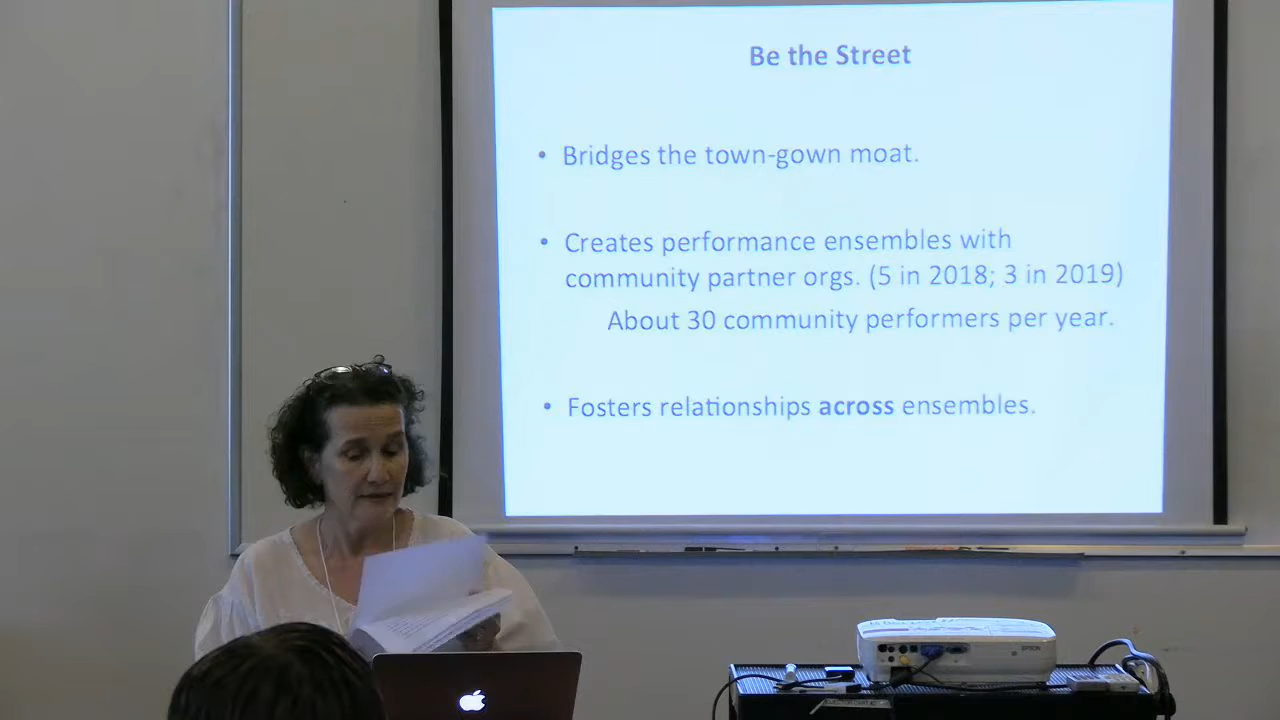 Be the Street
• Bridges the town-gown moat.
• Creates performance ensembles with
community partner orgs. (5 in 2018; 3 in 2019)
About 30 community performers per year.
• Fosters relationships across ensembles.
EPSON